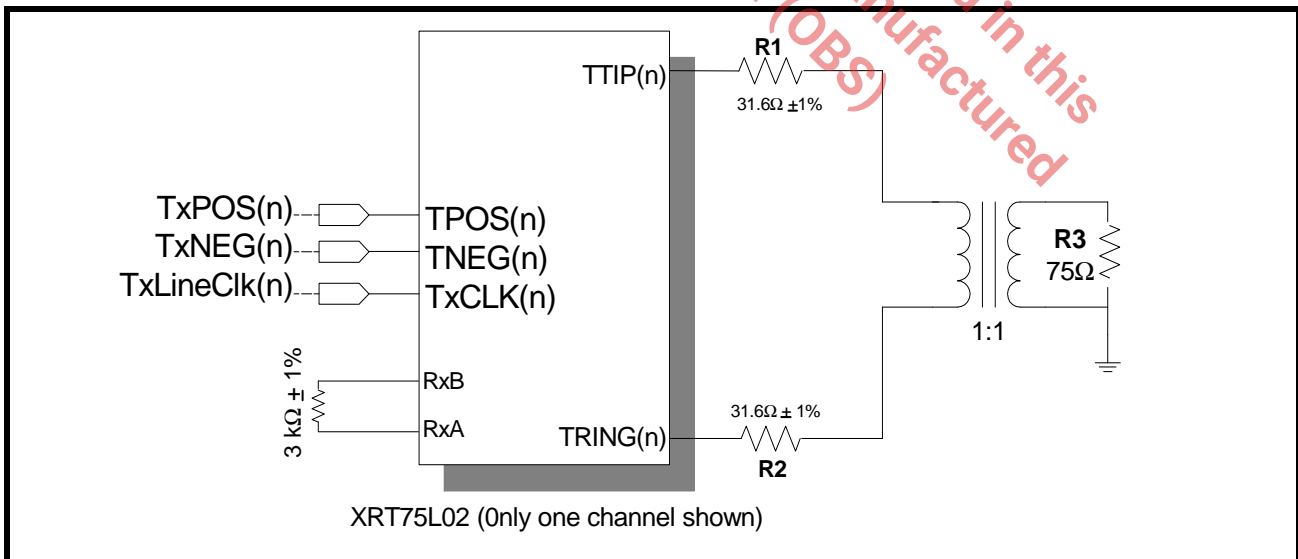 d in this
nufactured
(OBS)
R1
TTIP(n)
31.6Ω ±1%
TxPOS(n)
TPOS(n)
TxNEG(n)
TNEG(n)
TxLineClk(n)
TxCLK(n)
R3
75Ω
1:1
3 kΩ ± 1%
RxB
RxA
31.6Ω ± 1%
TRING(n)
R2
XRT75L02 (0nly one channel shown)